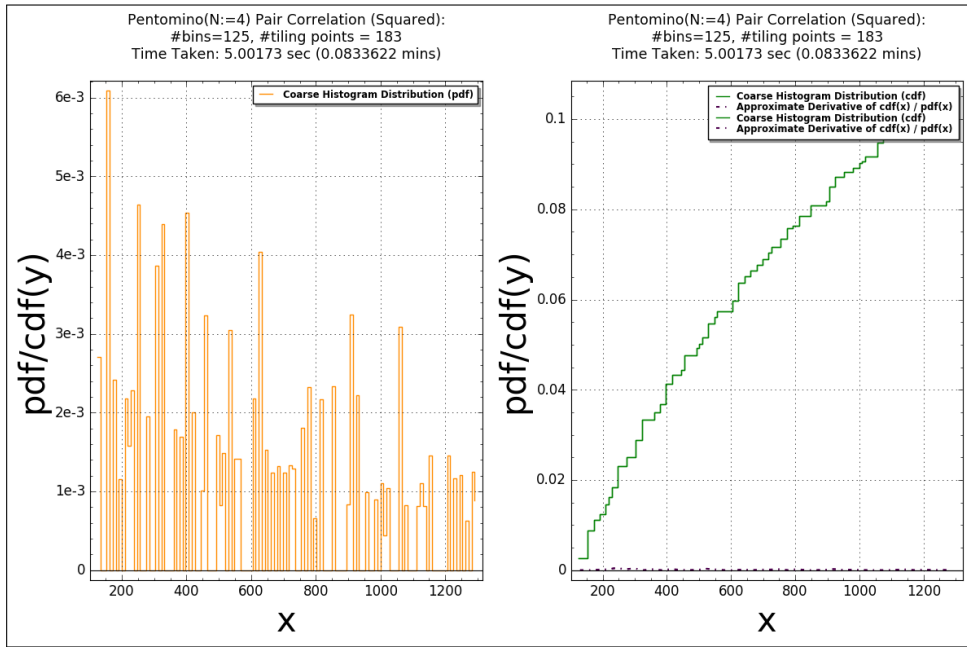 Pentomino(N:=4) Pair Correlation (Squared):
#bins=125, #tiling points = 183
Time Taken: 5.00173 sec (0.0833622 mins)
Coarse Histogram Distribution (pdf)
6e-3
5e-3
4e-3
3e-3
2e-3
1e-3
0
pdf/cdf(y)
200 400 600 800 1000 1200
x
Pentomino(N:=4) Pair Correlation (Squared):
#bins=125, #tiling points = 183
Time Taken: 5.00173 sec (0.0833622 mins)
Coarse Histogram Distribution (cdf)
Approximate Derivative of cdf(x) / pdf(x)
Coarse Histogram Distribution (cdf)
Approximate Derivative of cdf(x) / pdf(x)
0.1
0.08
0.06
0.04
0.02
0
pdf/cdf(y)
200 400 600 800 1000 1200
x